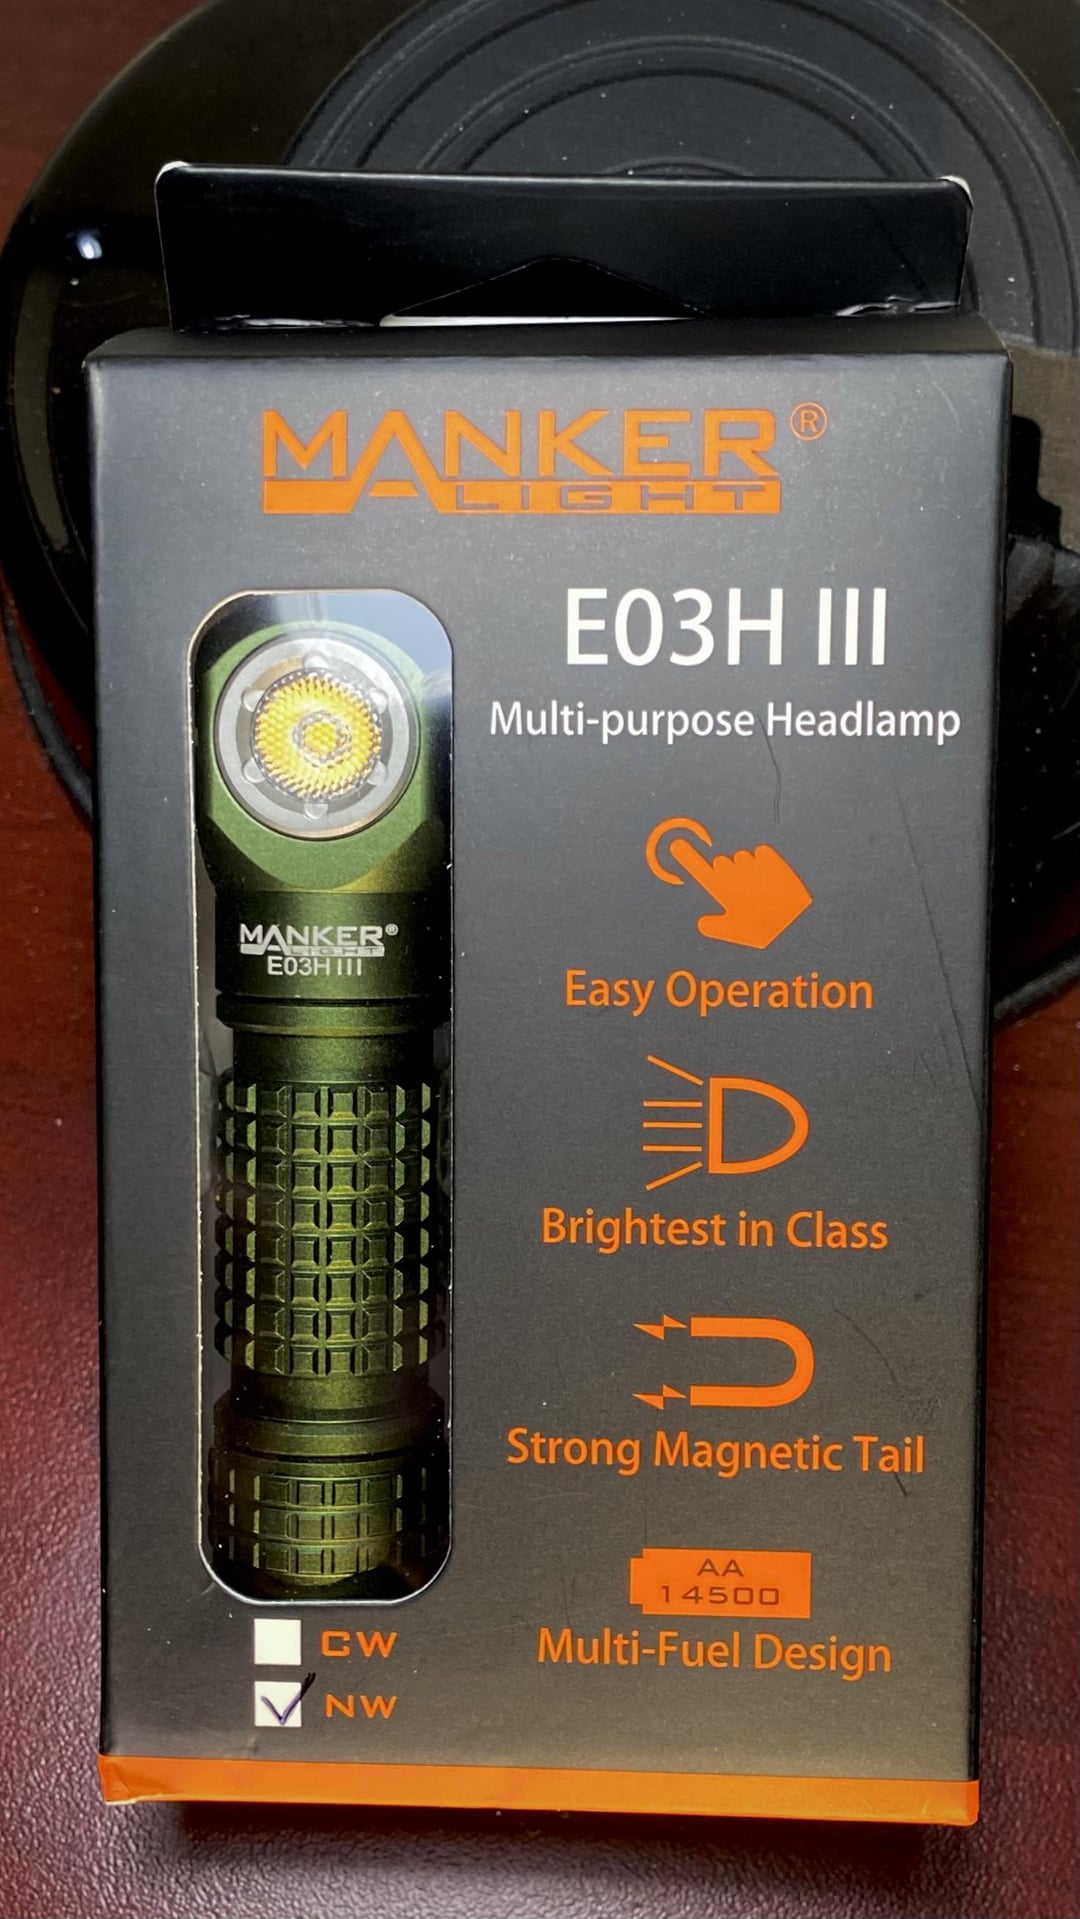 MANKER®
LIGHT
E03H III
Multi-purpose Headlamp
MANKER®
LIGHT
E03H III
Easy Operation
Brightest in Class
Strong Magnetic Tail
AA
14500
Multi-Fuel Design
CW
NW